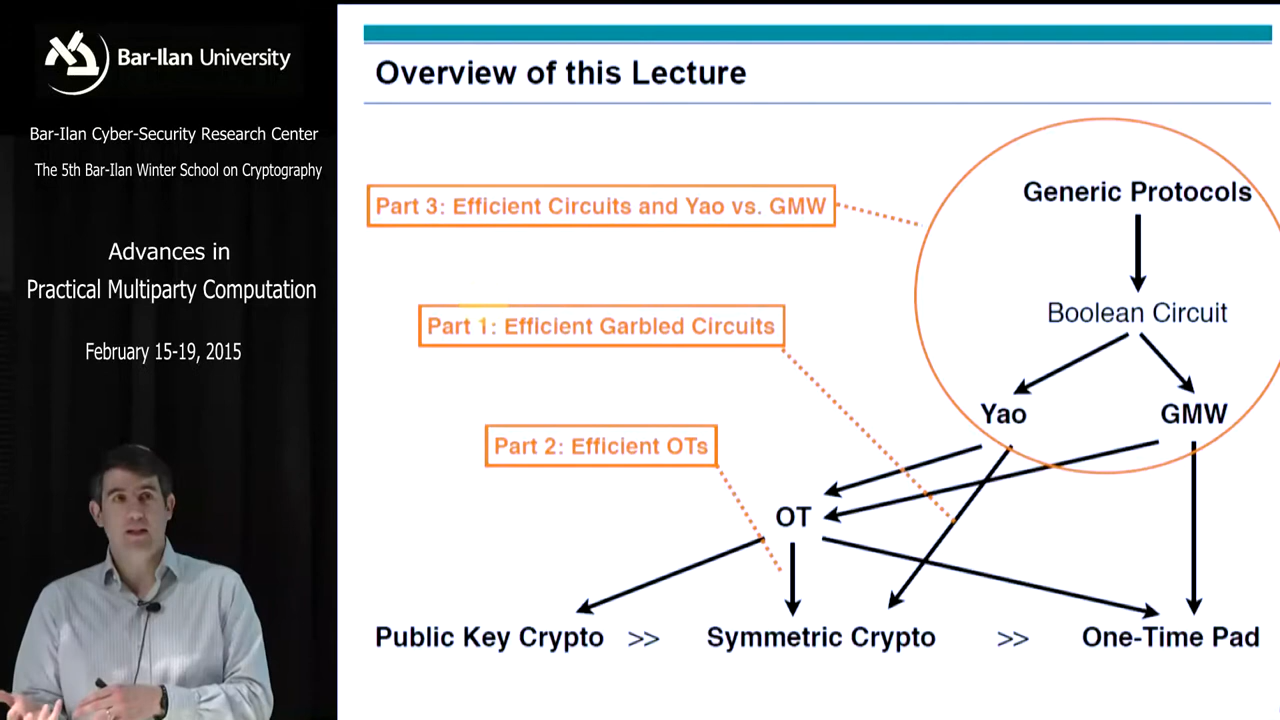 Bar-Ilan University
Bar-Ilan Cyber-Security Research Center
The 5th Bar-Ilan Winter School on Cryptography
Advances in
Practical Multiparty Computation
February 15-19, 2015
Overview of this Lecture
Generic Protocols
Part 3: Efficient Circuits and Yao vs. GMW
Boolean Circuit
Part 1: Efficient Garbled Circuits
Yao
GMW
Part 2: Efficient OTs
OT
Public Key Crypto >> Symmetric Crypto >> One-Time Pad